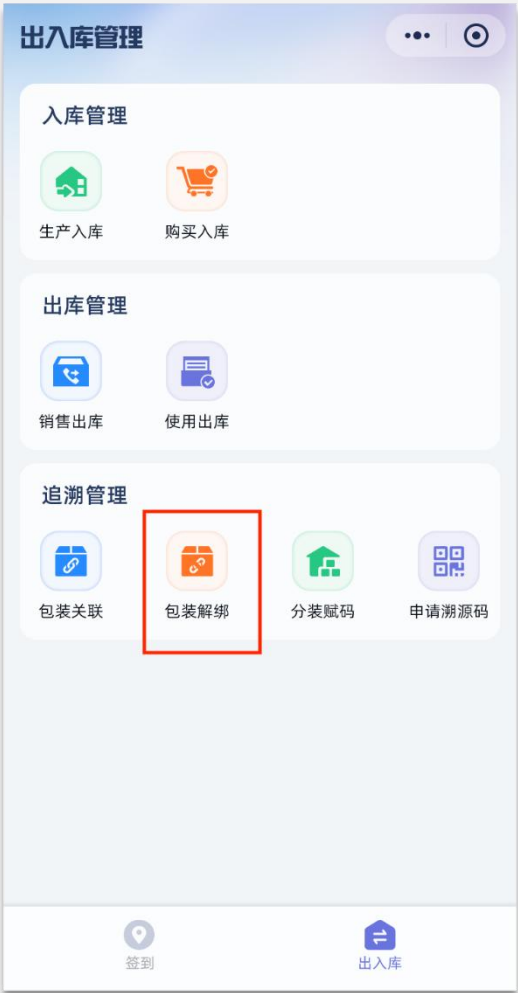 出入库管理
入库管理
生产入库 购买入库
出库管理
销售出库 使用出库
追溯管理
包装关联 包装解绑 分装赋码 申请溯源码
签到 出入库